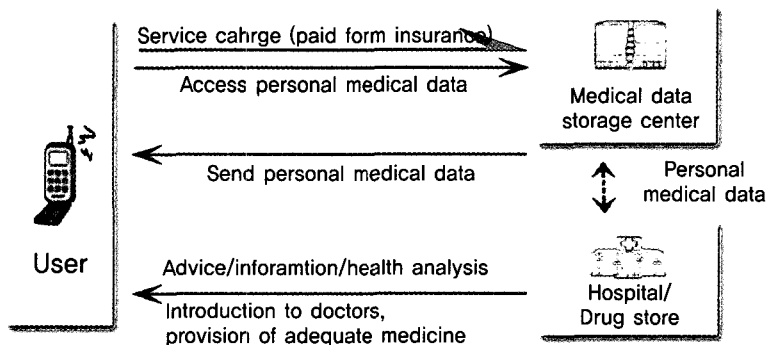 Service cahrge (paid form insurance)
Access personal medical data
Medical data
storage center
Send personal medical data
Personal
medical data
User
Advice/inforamtion/health analysis
Introduction to doctors,
provision of adequate medicine
Hospital/
Drug store